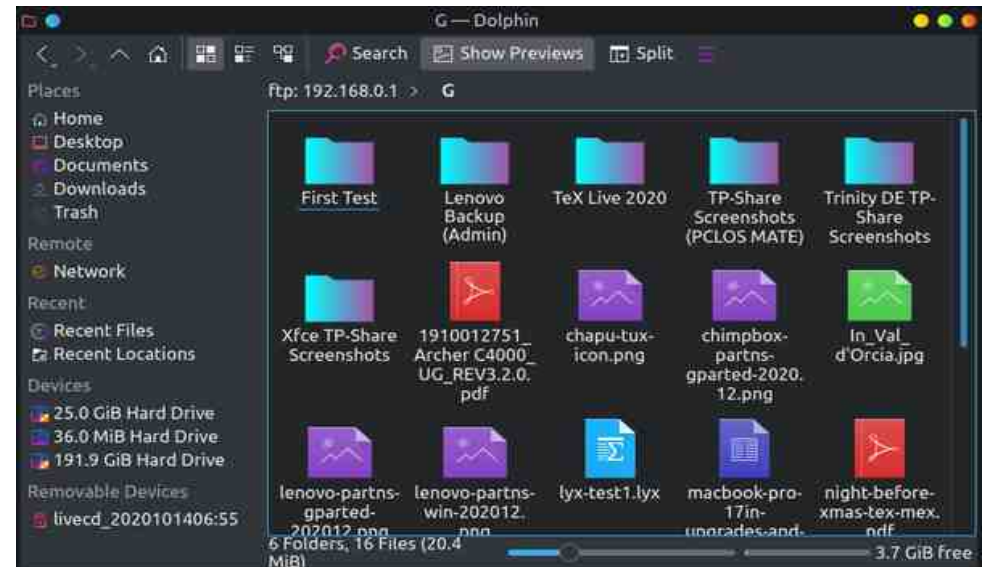 G — Dolphin
Search
Show Previews
Split
Places
Home
Desktop
Documents
Downloads
Trash
Remote
Network
Recent
Recent Files
Recent Locations
Devices
25.0 GiB Hard Drive
36.0 MiB Hard Drive
191.9 GiB Hard Drive
Removable Devices
livecd_2020101406:55
ftp: 192.168.0.1 > G
First Test
Lenovo
Backup
(Admin)
TeX Live 2020
TP-Share
Screenshots
(PCLOS MATE)
Trinity DE TP-
Share
Screenshots
Xfce TP-Share
Screenshots
1910012751_
Archer C4000_
UG_REV3.2.0.
pdf
chapu-tux-
icon.png
chimpbox-
partns-
gparted-2020.
12.png
In_Val_
d'Orcia.jpg
lenovo-partns-
gparted-
202012.png
lenovo-partns-
win-202012.
png
lyx-test1.lyx
macbook-pro-
17in-
upgrades-and-
night-before-
xmas-tex-mex.
pdf
6 Folders, 16 Files (20.4
MiB)
3.7 GiB free